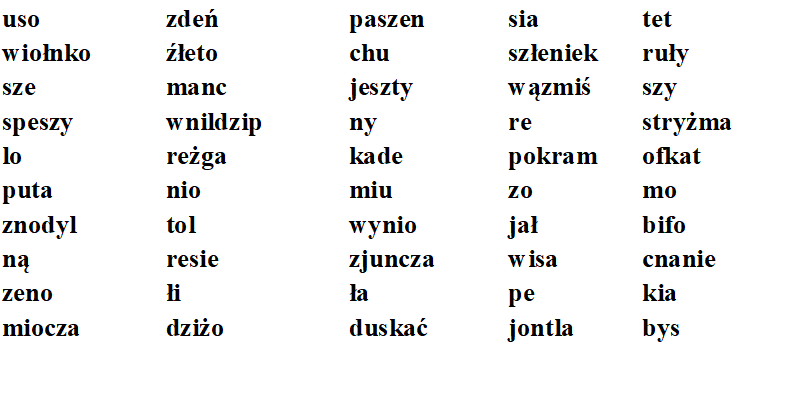 uso zdeń paszen sia tet
wiołnko źłeto chu szłeniek ruły
sze manc jeszty wązmiś szy
speszy wnildzip ny re stryżma
lo reżga kade pokram ofkat
puta nio miu zo mo
znodyl tol wynio jał bifo
ną resie zjuncza wisa cnanie
zeno łi ła pe kia
miocza dziżo duskać jontla bys